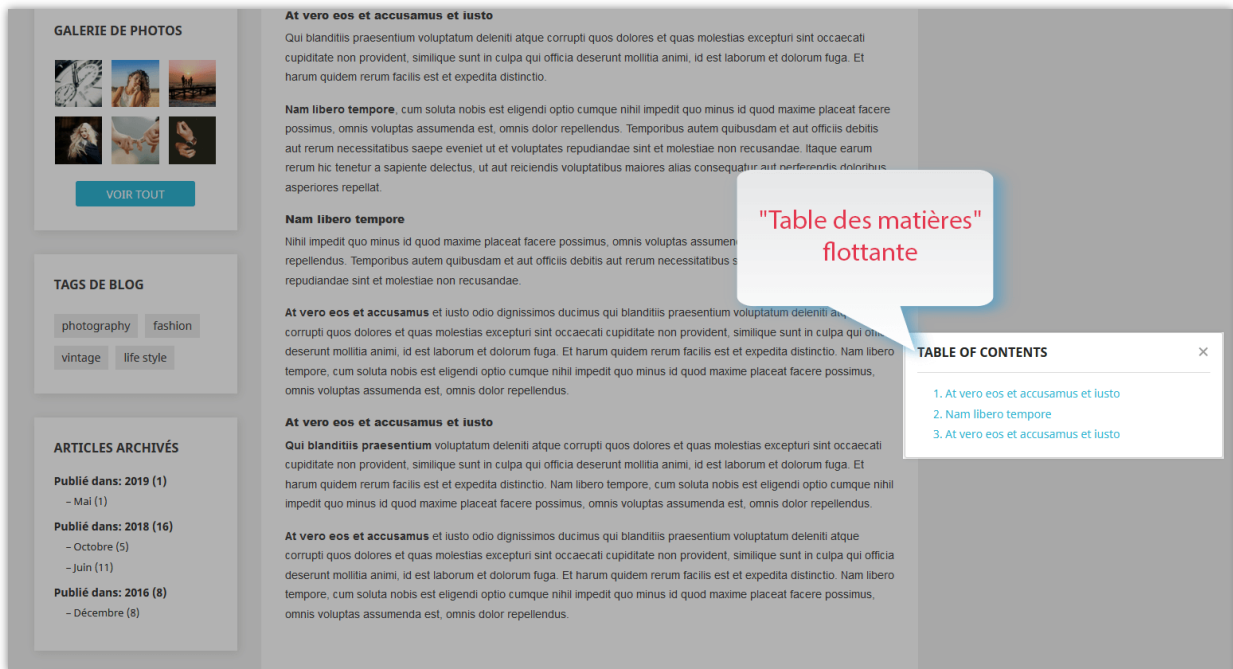 GALERIE DE PHOTOS
VOIR TOUT
TAGS DE BLOG
photography fashion
vintage life style
ARTICLES ARCHIVÉS
Publié dans: 2019 (1)
– Mai (1)
Publié dans: 2018 (16)
– Octobre (5)
– Juin (11)
Publié dans: 2016 (8)
– Décembre (8)
At vero eos et accusamus et iusto
Qui blanditiis praesentium voluptatum deleniti atque corrupti quos dolores et quas molestias excepturi sint occaecati
cupiditate non provident, similique sunt in culpa qui officia deserunt mollitia animi, id est laborum et dolorum fuga. Et
harum quidem rerum facilis est et expedita distinctio.
Nam libero tempore, cum soluta nobis est eligendi optio cumque nihil impedit quo minus id quod maxime placeat facere
possimus, omnis voluptas assumenda est, omnis dolor repellendus. Temporibus autem quibusdam et aut officiis debitis
aut rerum necessitatibus saepe eveniet ut et voluptates repudiandae sint et molestiae non recusandae. Itaque earum
rerum hic tenetur a sapiente delectus, ut aut reiciendis voluptatibus maiores alias consequatur aut perferendis doloribus
asperiores repellat.
Nam libero tempore
Nihil impedit quo minus id quod maxime placeat facere possimus, omnis voluptas
repellendus. Temporibus autem quibusdam et aut officiis debitis aut rerum necessitatibus
repudiandae sint et molestiae non recusandae.
At vero eos et accusamus et iusto odio dignissimos ducimus qui blanditiis praesentium voluptatum deleniti
corrupti quos dolores et quas molestias excepturi sint occaecati cupiditate non provident, similique sunt in culpa qui
deserunt mollitia animi, id est laborum et dolorum fuga. Et harum quidem rerum facilis est et expedita distinctio. Nam libero
tempore, cum soluta nobis est eligendi optio cumque nihil impedit quo minus id quod maxime placeat facere possimus,
omnis voluptas assumenda est, omnis dolor repellendus.
At vero eos et accusamus et iusto
Qui blanditiis praesentium voluptatum deleniti atque corrupti quos dolores et quas molestias excepturi sint occaecati
cupiditate non provident, similique sunt in culpa qui officia deserunt mollitia animi, id est laborum et dolorum fuga. Et
harum quidem rerum facilis est et expedita distinctio. Nam libero tempore, cum soluta nobis est eligendi optio cumque nihil
impedit quo minus id quod maxime placeat facere possimus, omnis voluptas assumenda est, omnis dolor repellendus.
At vero eos et accusamus et iusto odio dignissimos ducimus qui blanditiis praesentium voluptatum deleniti atque
corrupti quos dolores et quas molestias excepturi sint occaecati cupiditate non provident, similique sunt in culpa qui officia
deserunt mollitia animi, id est laborum et dolorum fuga. Et harum quidem rerum facilis est et expedita distinctio. Nam libero
tempore, cum soluta nobis est eligendi optio cumque nihil impedit quo minus id quod maxime placeat facere possimus,
omnis voluptas assumenda est, omnis dolor repellendus.
"Table des matières"
flottante
TABLE OF CONTENTS ×
1. At vero eos et accusamus et iusto
2. Nam libero tempore
3. At vero eos et accusamus et iusto